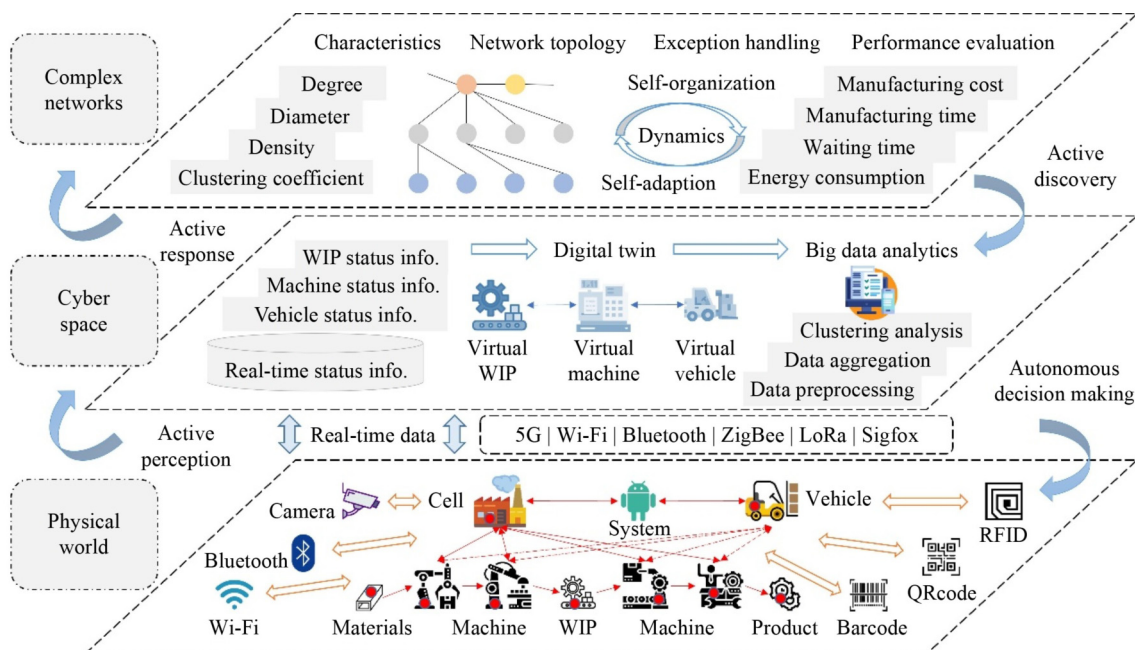 Complex
networks
Characteristics
Network topology
Exception handling
Performance evaluation
Degree
Diameter
Density
Clustering coefficient
Self-organization
Dynamics
Self-adaption
Manufacturing cost
Manufacturing time
Waiting time
Energy consumption
Active
response
Active
discovery
Cyber
space
WIP status info.
Machine status info.
Vehicle status info.
Real-time status info.
Digital twin
Virtual
WIP
Virtual
machine
Virtual
vehicle
Big data analytics
Clustering analysis
Data aggregation
Data preprocessing
Active
perception
Autonomous
decision making
Real-time data
5G | Wi-Fi | Bluetooth | ZigBee | LoRa | Sigfox
Physical
world
Camera
Cell
System
Vehicle
RFID
Bluetooth
QRcode
Wi-Fi
Materials
Machine
WIP
Machine
Product
Barcode